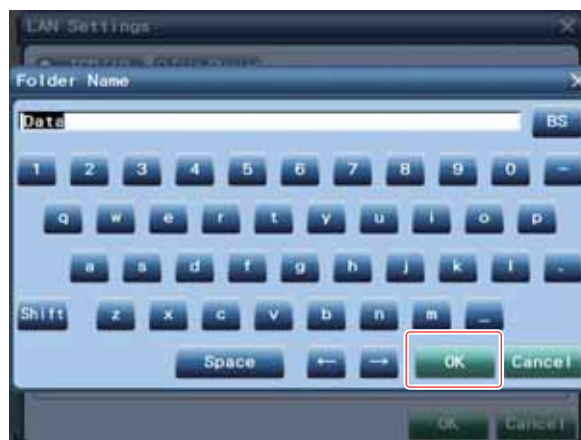 LAN Settings
Folder Name
Data BS
1 2 3 4 5 6 7 8 9 0 -
q w e r t y u i o p
a s d f g h j k l .
Shift z x c v b n m _
Space ← → OK Cancel
OK Cancel